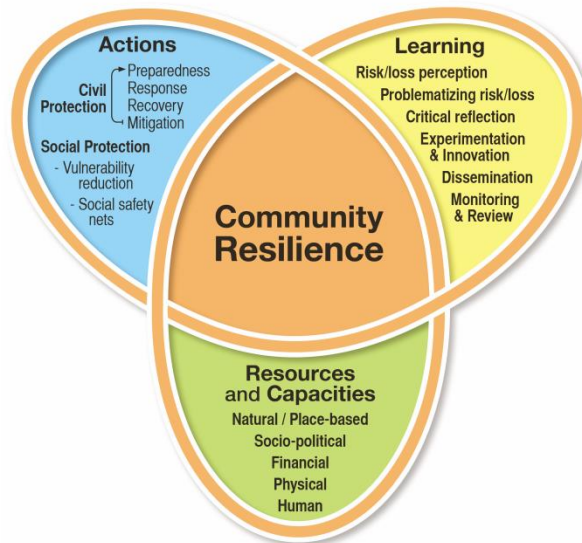 Actions
Civil
Protection
Preparedness
Response
Recovery
Mitigation
Social Protection
- Vulnerability
reduction
- Social safety
nets
Learning
Risk/loss perception
Problematizing risk/loss
Critical reflection
Experimentation
& Innovation
Dissemination
Monitoring
& Review
Community
Resilience
Resources
and Capacities
Natural / Place-based
Socio-political
Financial
Physical
Human